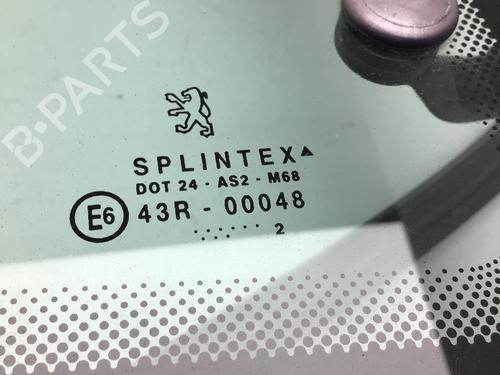 B-PARTS
SPLINTEX
DOT 24 - AS2 - M68
E6 43R - 00048
....... 2